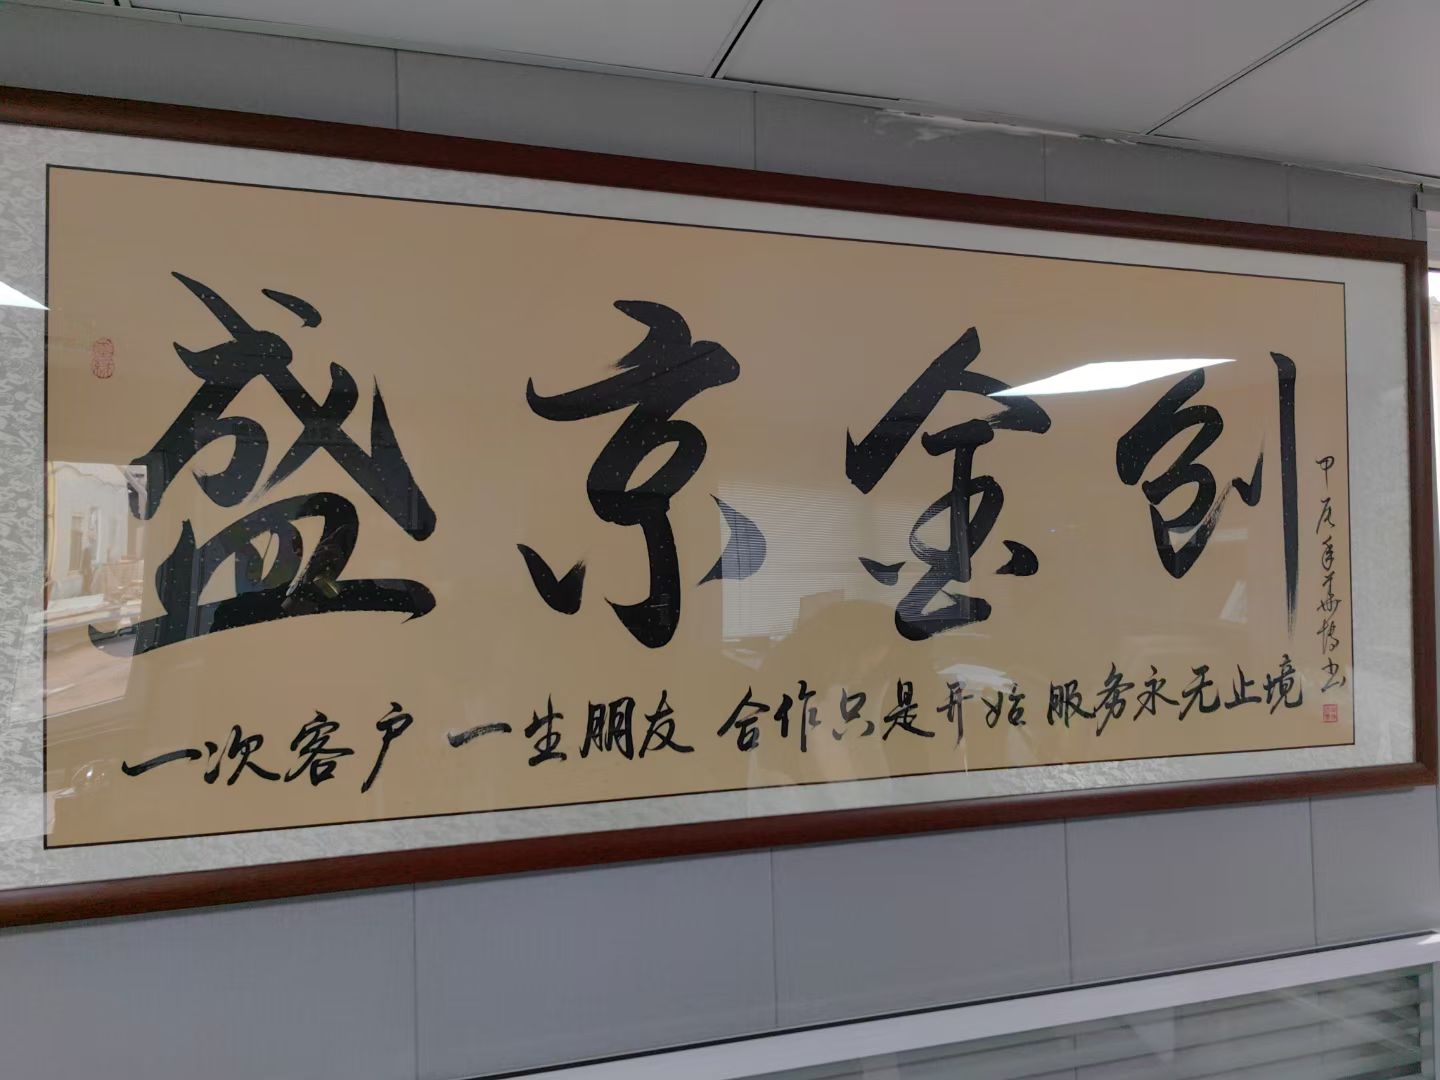 盛京金创
一次客户 一生朋友 合作只是开始 服务永无止境
甲辰年
书